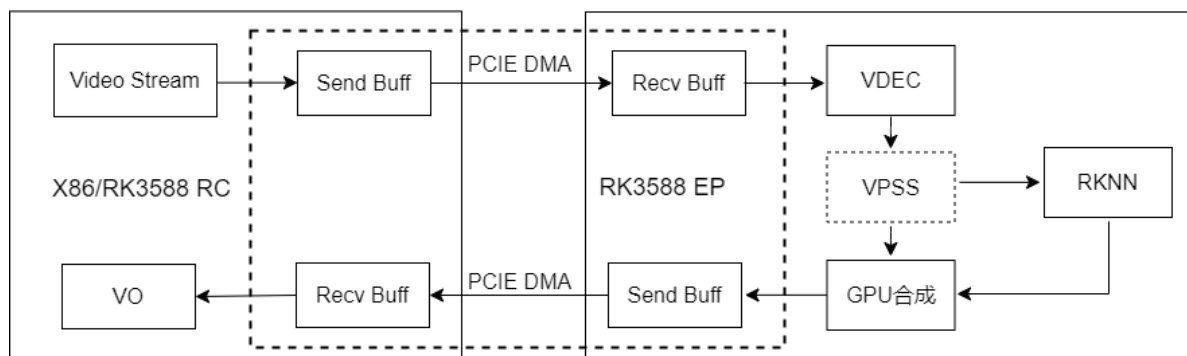 Video Stream
Send Buff
PCIE DMA
Recv Buff
VDEC
X86/RK3588 RC
RK3588 EP
VPSS
RKNN
VO
Recv Buff
PCIE DMA
Send Buff
GPU合成